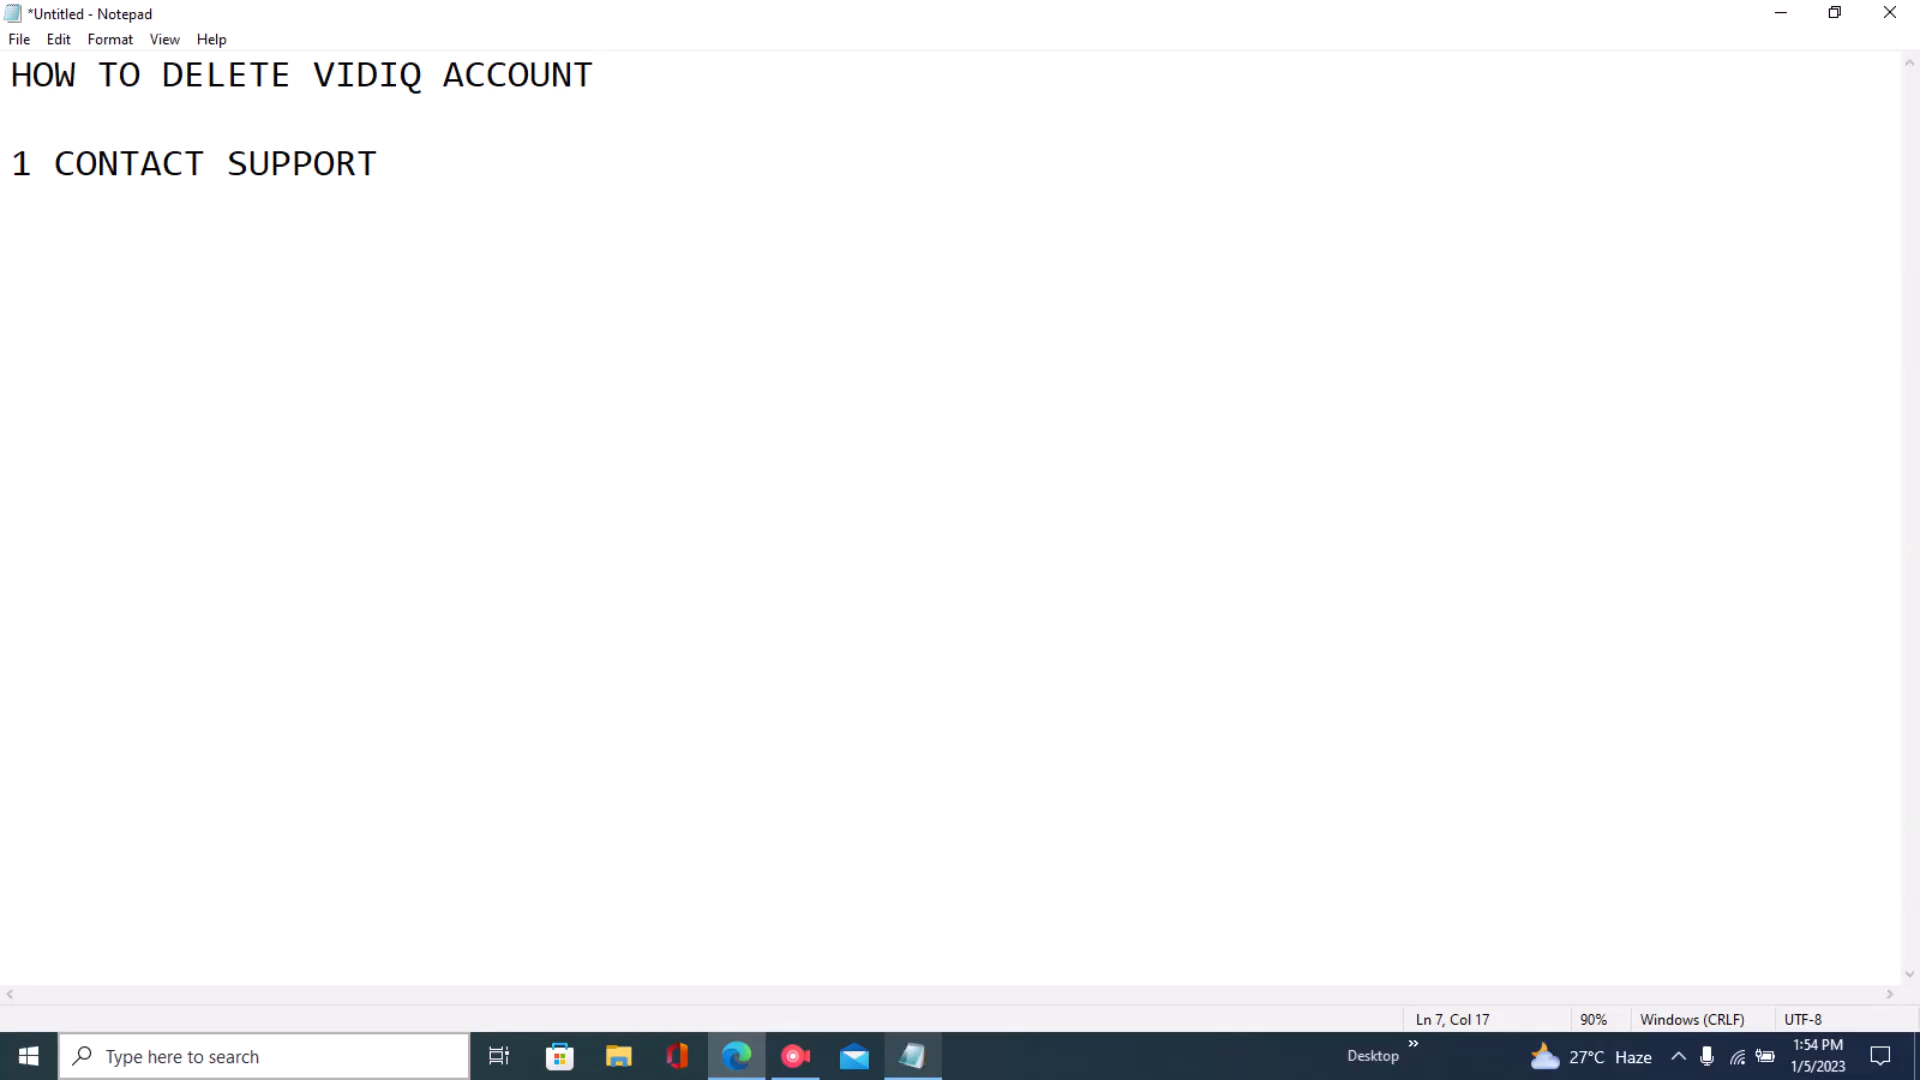 *Untitled - Notepad
File Edit Format View Help
HOW TO DELETE VIDIQ ACCOUNT
1 CONTACT SUPPORT
Ln 7, Col 17 90% Windows (CRLF) UTF-8
Type here to search
Desktop
27°C Haze
1:54 PM
1/5/2023